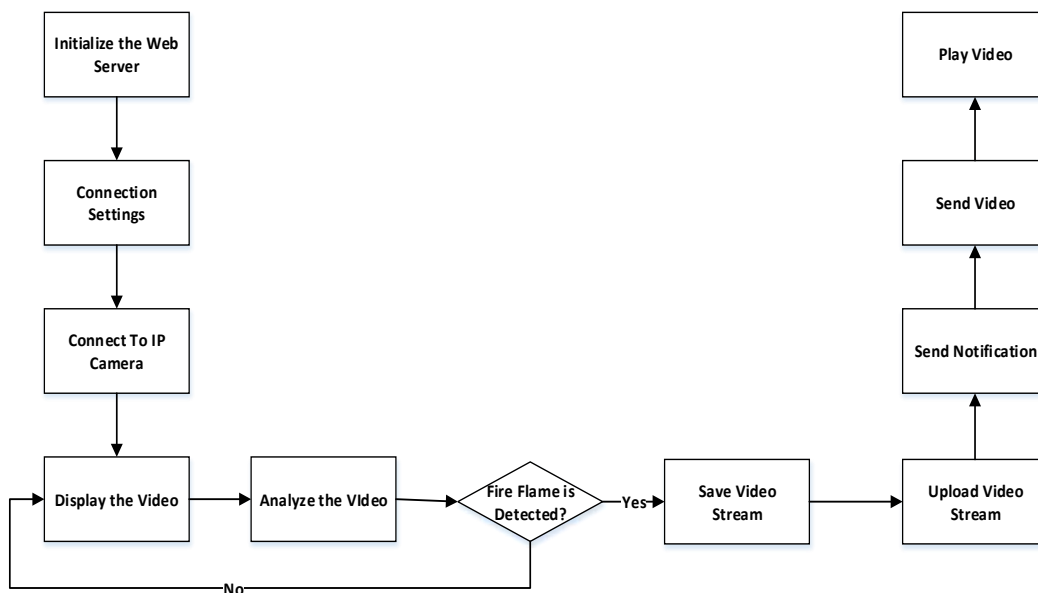 Initialize the Web
Server
Connection
Settings
Connect To IP
Camera
Display the Video
Analyze the VIdeo
Fire Flame is
Detected?
Yes
No
Save Video
Stream
Upload Video
Stream
Send Notification
Send Video
Play Video